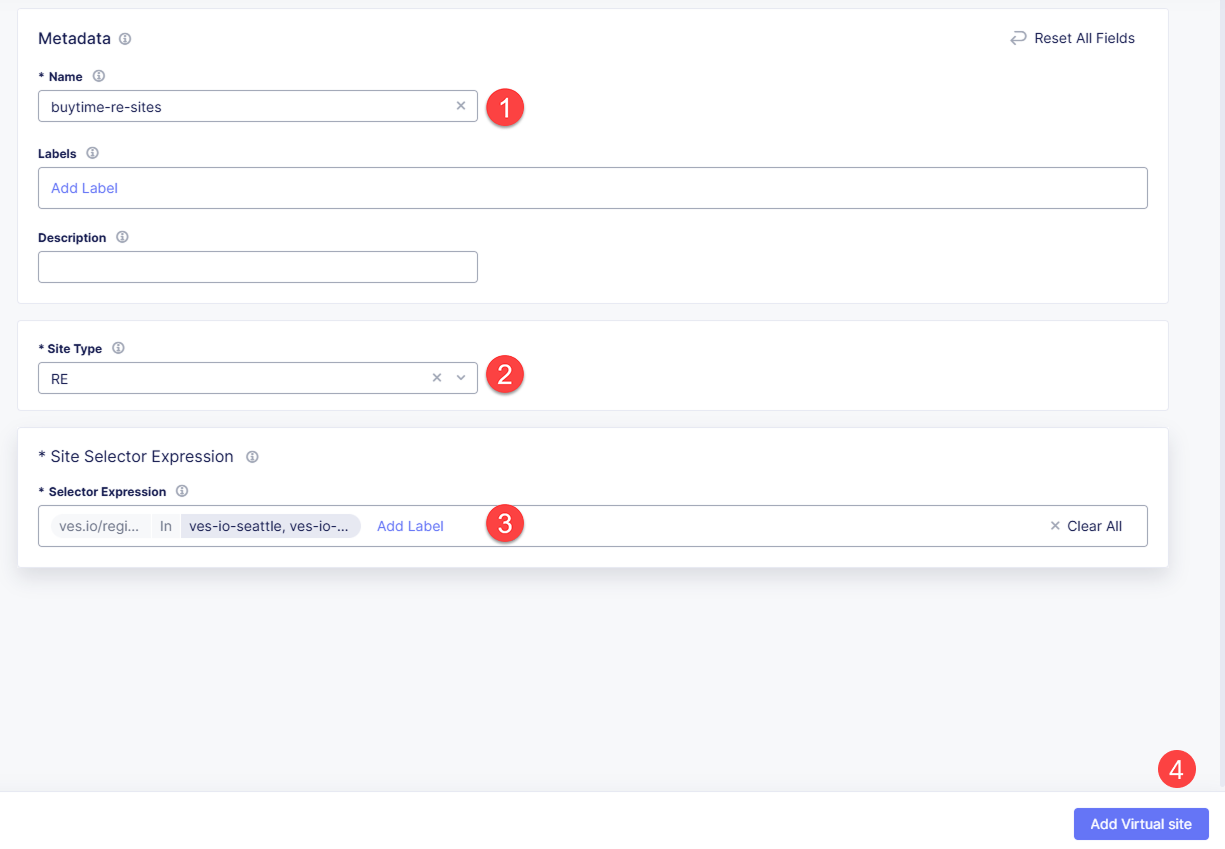 Metadata
Reset All Fields
* Name
buytime-re-sites
1
Labels
Add Label
Description
* Site Type
RE
2
* Site Selector Expression
* Selector Expression
ves.io/regi... In ves-io-seattle, ves-io-... Add Label
3
Clear All
4
Add Virtual site